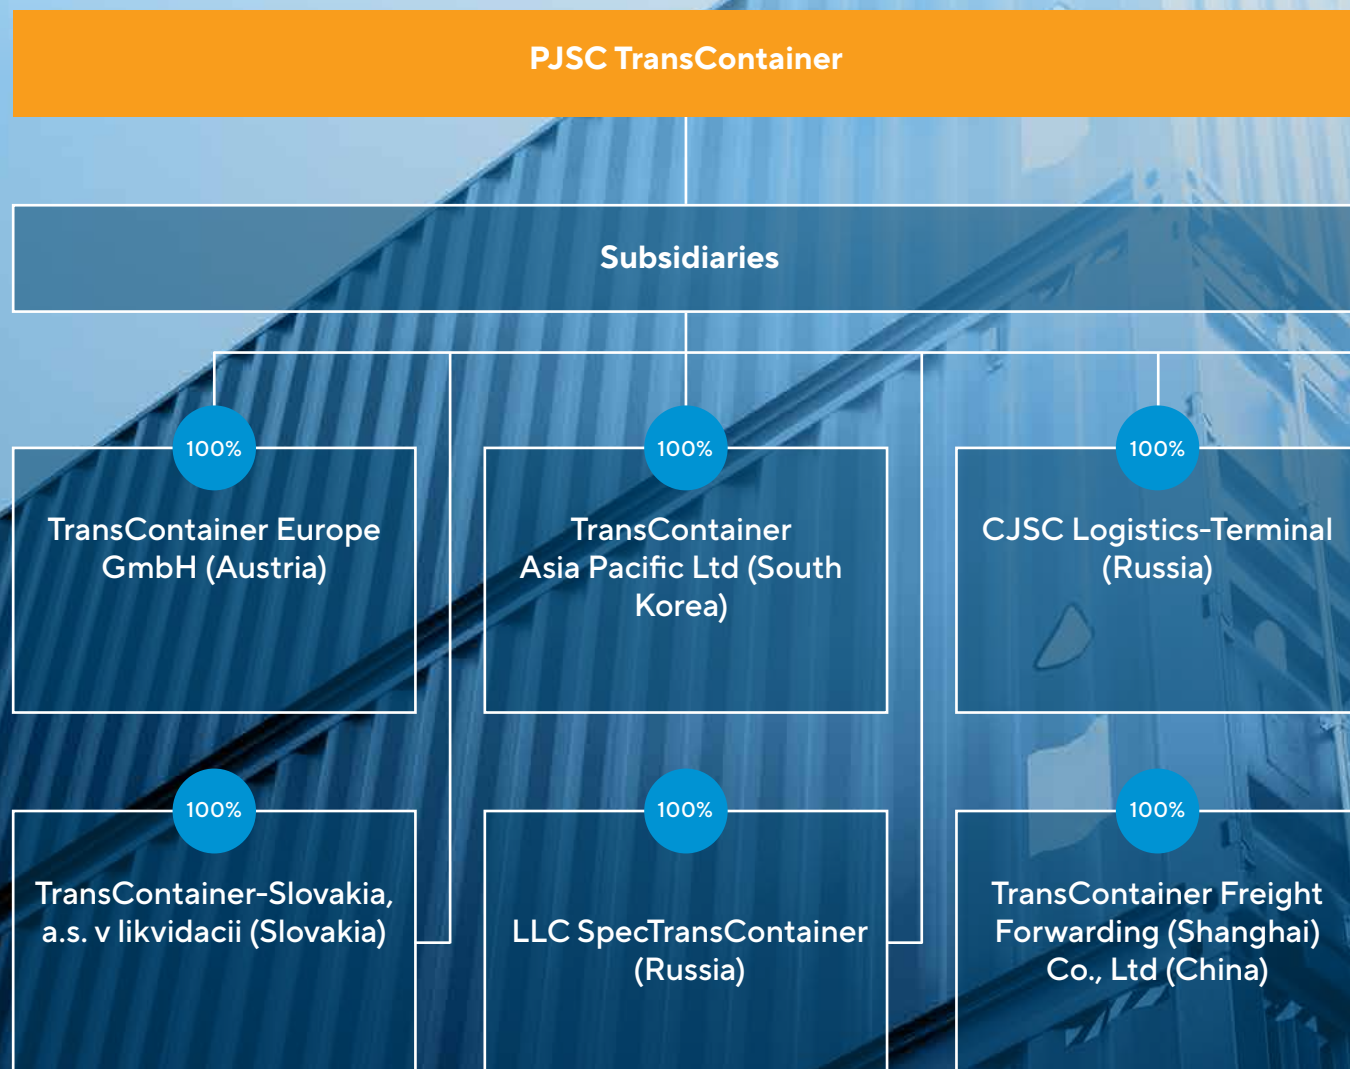 PJSC TransContainer
Subsidiaries
100%
100%
100%
TransContainer Europe
GmbH (Austria)
TransContainer
Asia Pacific Ltd (South
Korea)
CJSC Logistics-Terminal
(Russia)
100%
100%
100%
TransContainer-Slovakia,
a.s. v likvidacii (Slovakia)
LLC SpecTransContainer
(Russia)
TransContainer Freight
Forwarding (Shanghai)
Co., Ltd (China)